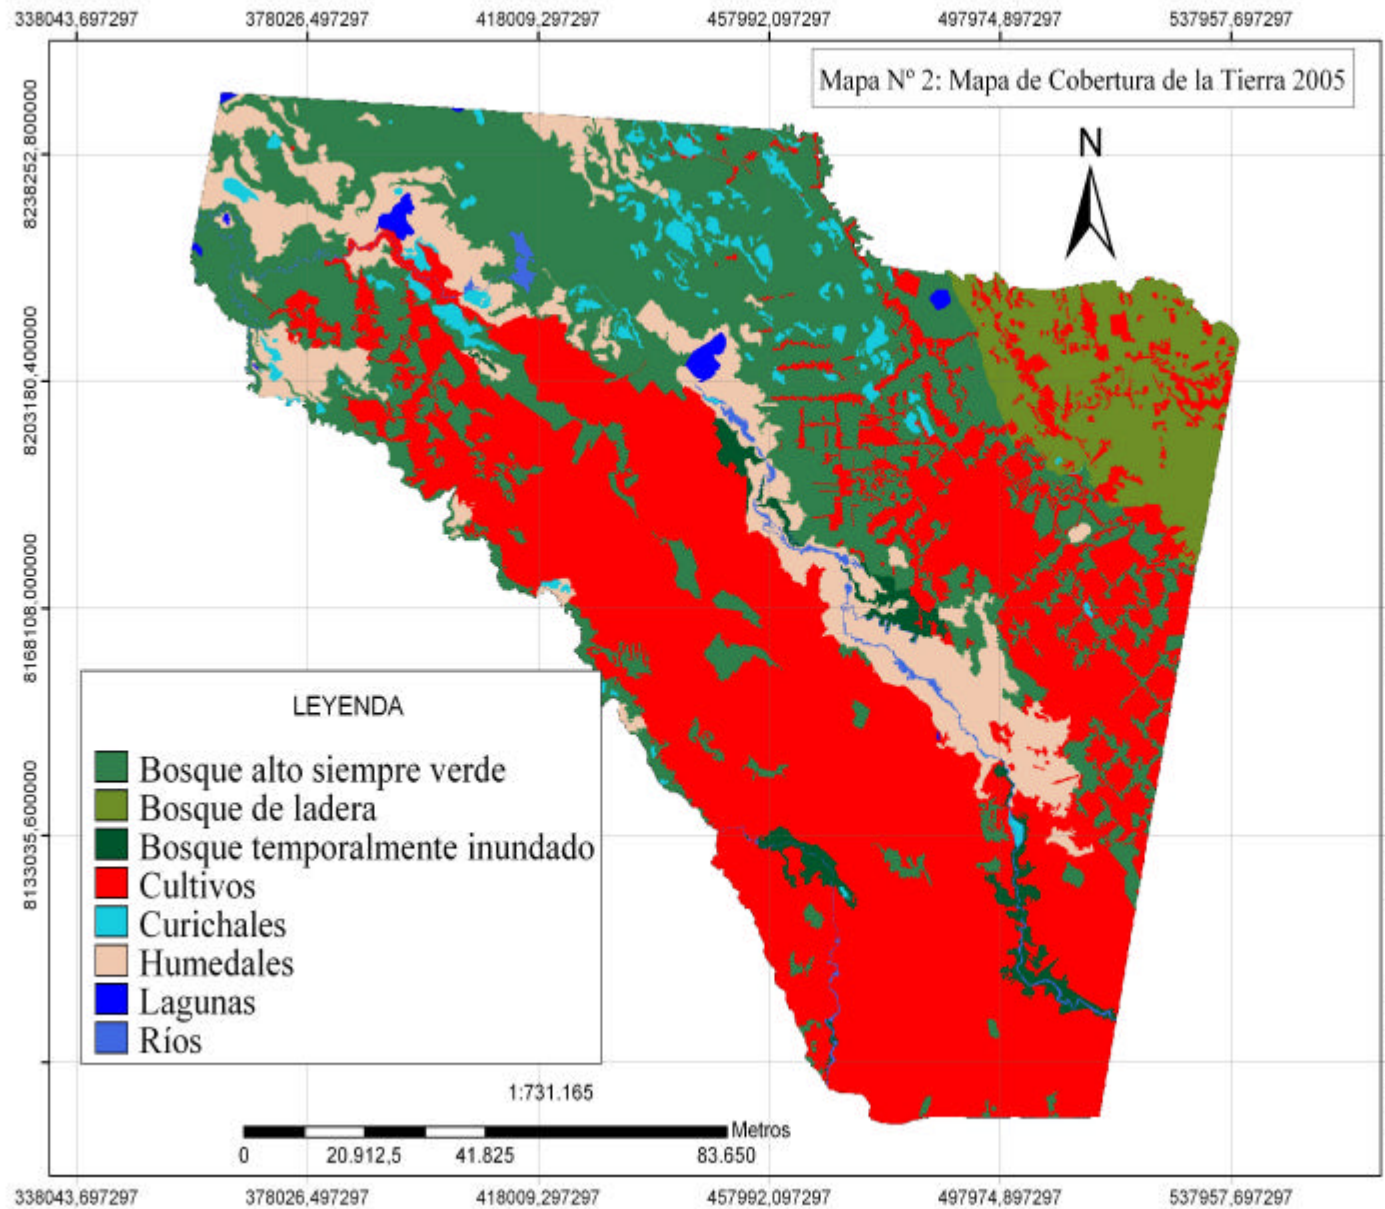 338043,697297 378026,497297 418009,297297 457992,097297 497974,897297 537957,697297
Mapa Nº 2: Mapa de Cobertura de la Tierra 2005
N
8238252,800000
8203180,400000
8168108,000000
8133035,600000
LEYENDA
Bosque alto siempre verde
Bosque de ladera
Bosque temporalmente inundado
Cultivos
Curichales
Humedales
Lagunas
Ríos
1:731.165
Metros
0 20.912,5 41.825 83.650
338043,697297 378026,497297 418009,297297 457992,097297 497974,897297 537957,697297